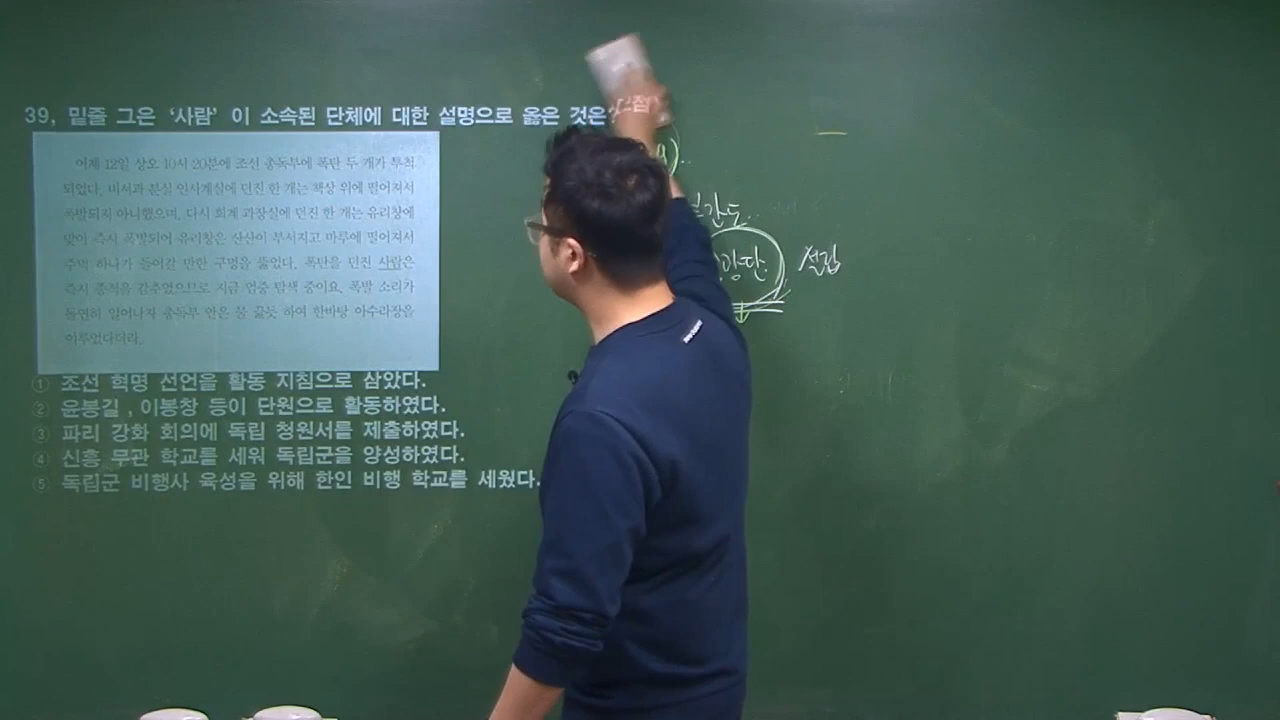 39, 밑줄 그은 '사람' 이 소속된 단체에 대한 설명으로 옳은 것은
어제 12일 상오 10시 20분에 조선 총독부에 폭탄 두 개가 투척
되었다. 비서과 분실 인사계실에 던진 한 개는 책상 위에 떨어져서
폭발되지 아니했으며, 다시 회계 과장실에 던진 한 개는 유리창에
맞아 즉시 폭발되어 유리창은 산산이 부서지고 마루에 떨어져서
주먹 하나가 들어갈 만한 구멍을 뚫었다. 폭탄을 던진 사람은
즉시 종적을 감추었으므로 지금 엄중 탐색 중이요, 폭발 소리가
돌연히 일어나자 총독부 안은 물 끓듯 하여 한바탕 아수라장을
이루었다더라.
① 조선 혁명 선언을 활동 지침으로 삼았다.
② 윤봉길 , 이봉창 등이 단원으로 활동하였다.
③ 파리 강화 회의에 독립 청원서를 제출하였다.
④ 신흥 무관 학교를 세워 독립군을 양성하였다.
⑤ 독립군 비행사 육성을 위해 한인 비행 학교를 세웠다.
간도..
망단. 설립